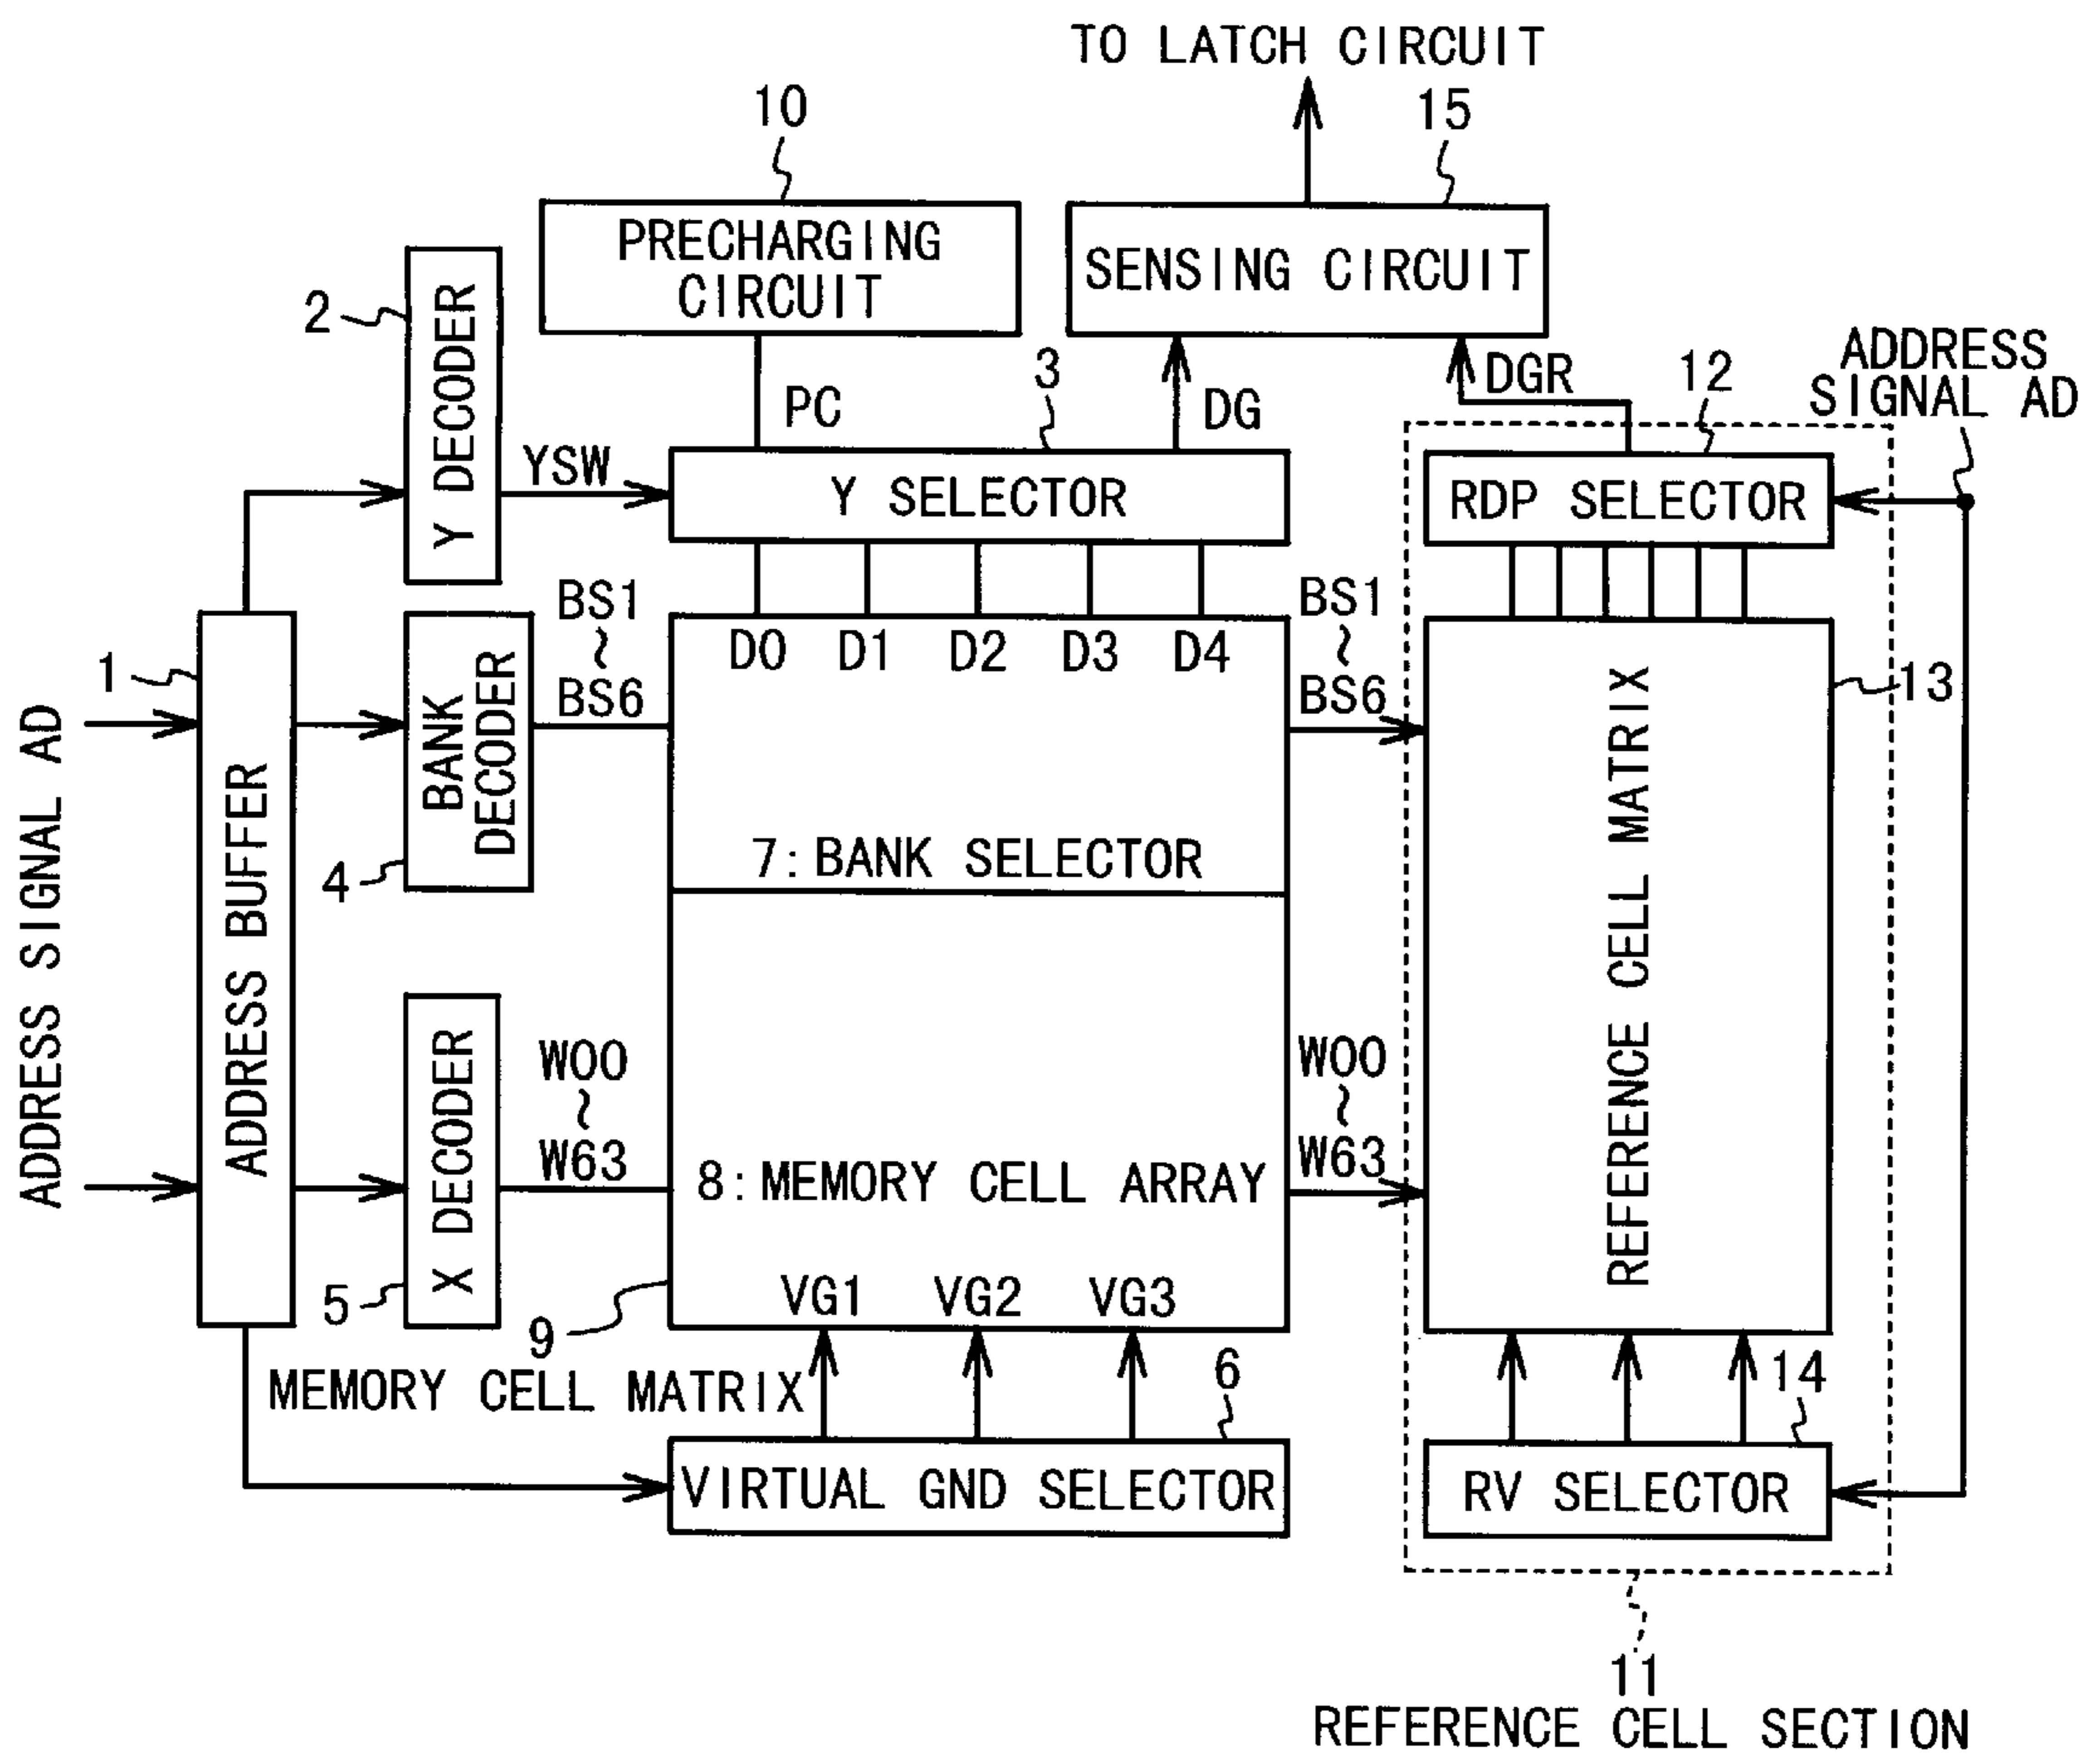 TO LATCH CIRCUIT
10
15
PRECHARGING
CIRCUIT
SENSING CIRCUIT
2
Y DECODER
PC
3
DG
DGR
12
ADDRESS
SIGNAL AD
YSW
Y SELECTOR
RDP SELECTOR
BS1
~
BS6
D0 D1 D2 D3 D4
BS1
~
BS6
1
ADDRESS SIGNAL AD
ADDRESS BUFFER
BANK
DECODER
4
7: BANK SELECTOR
13
REFERENCE CELL MATRIX
X DECODER
5
W00
~
W63
8: MEMORY CELL ARRAY
W00
~
W63
VG1 VG2 VG3
9
MEMORY CELL MATRIX
6
VIRTUAL GND SELECTOR
14
RV SELECTOR
11
REFERENCE CELL SECTION